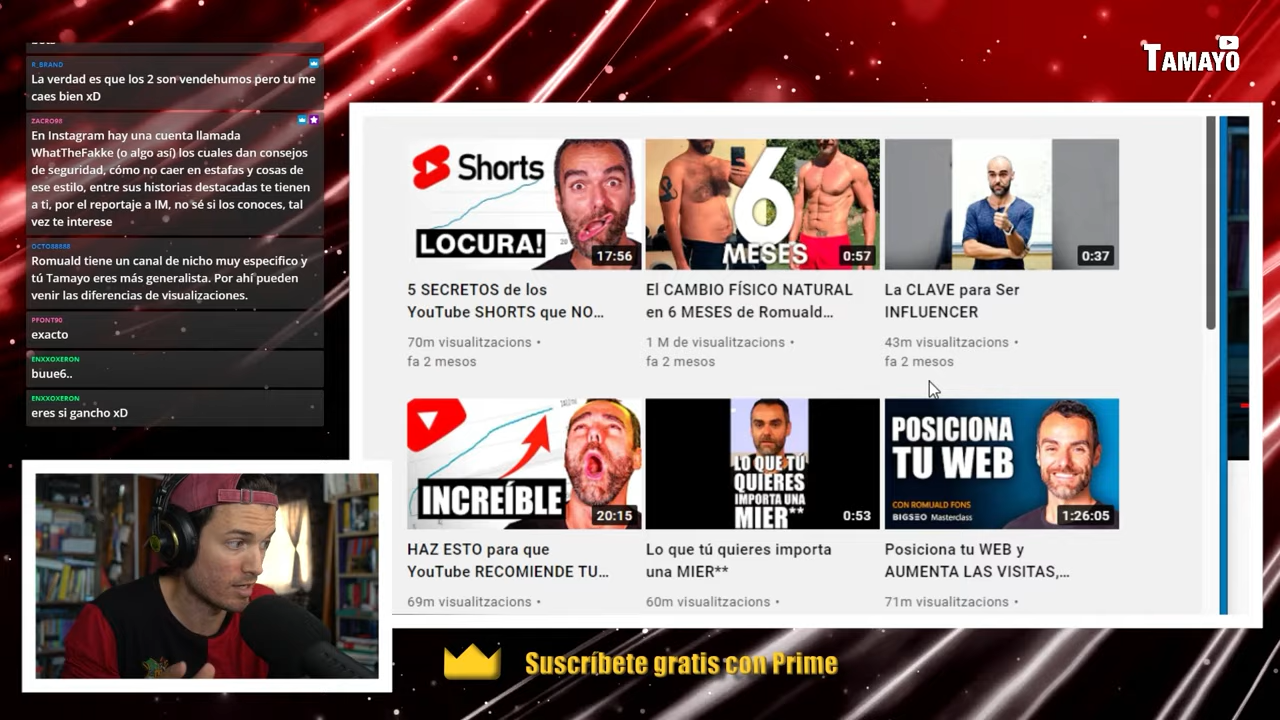 R_BRAND
La verdad es que los 2 son vendehumos pero tu me
caes bien xD
ZACRO98
En Instagram hay una cuenta llamada
WhatTheFakke (o algo así) los cuales dan consejos
de seguridad, cómo no caer en estafas y cosas de
ese estilo, entre sus historias destacadas te tienen
a ti, por el reportaje a IM, no sé si los conoces, tal
vez te interese
OCTO88888
Romuald tiene un canal de nicho muy especifico y
tú Tamayo eres más generalista. Por ahí pueden
venir las diferencias de visualizaciones.
PFONT90
exacto
ENXXOXERON
buue6..
ENXXOXERON
eres si gancho xD
TAMAYO
Shorts
LOCURA!
17:56
6
MESES
0:57
0:37
5 SECRETOS de los
YouTube SHORTS que NO...
70m visualitzacions •
fa 2 mesos
El CAMBIO FÍSICO NATURAL
en 6 MESES de Romuald...
1 M de visualitzacions •
fa 2 mesos
La CLAVE para Ser
INFLUENCER
43m visualitzacions •
fa 2 mesos
INCREÍBLE
20:15
LO QUE TÚ
QUIERES
IMPORTA UNA
MIER**
0:53
POSICIONA
TU WEB
CON ROMUALD FONS
BIGSEO Masterclass
1:26:05
HAZ ESTO para que
YouTube RECOMIENDE TU...
69m visualitzacions •
Lo que tú quieres importa
una MIER**
60m visualitzacions •
Posiciona tu WEB y
AUMENTA LAS VISITAS,...
71m visualitzacions •
Suscríbete gratis con Prime